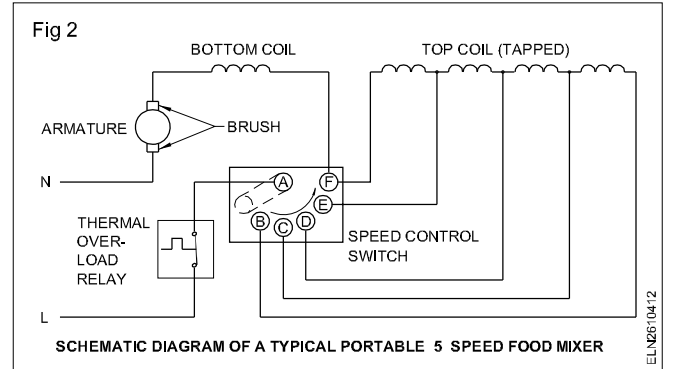 Fig 2
BOTTOM COIL
TOP COIL (TAPPED)
ARMATURE
BRUSH
N
A
F
E
B
C
D
THERMAL
OVER-
LOAD
RELAY
SPEED CONTROL
SWITCH
L
SCHEMATIC DIAGRAM OF A TYPICAL PORTABLE 5 SPEED FOOD MIXER
ELN2610412